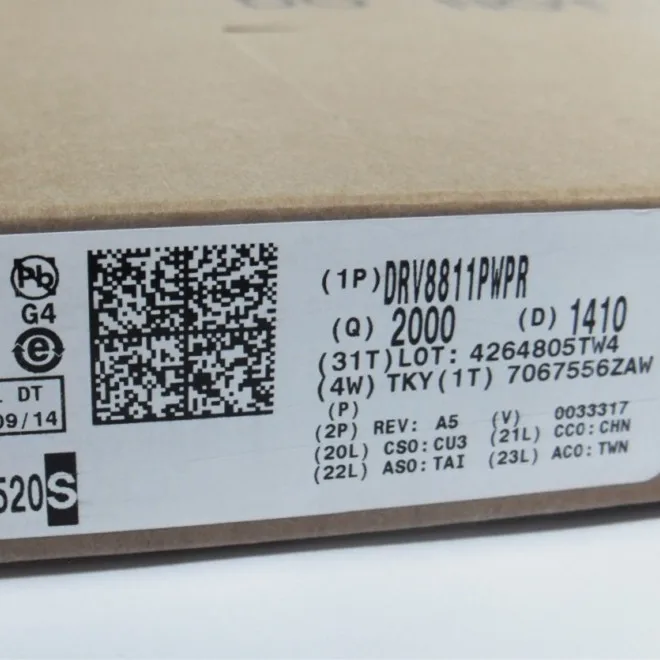 Pb
G4
e
L DT
09/14
520S
(1P)DRV8811PWPR
(Q) 2000 (D) 1410
(31T)LOT: 4264805TW4
(4W) TKY(1T) 7067556ZAW
(P)
(2P) REV: A5 (V) 0033317
(20L) CSO:CU3 (21L) CCO:CHN
(22L) ASO:TAI (23L) ACO:TWN